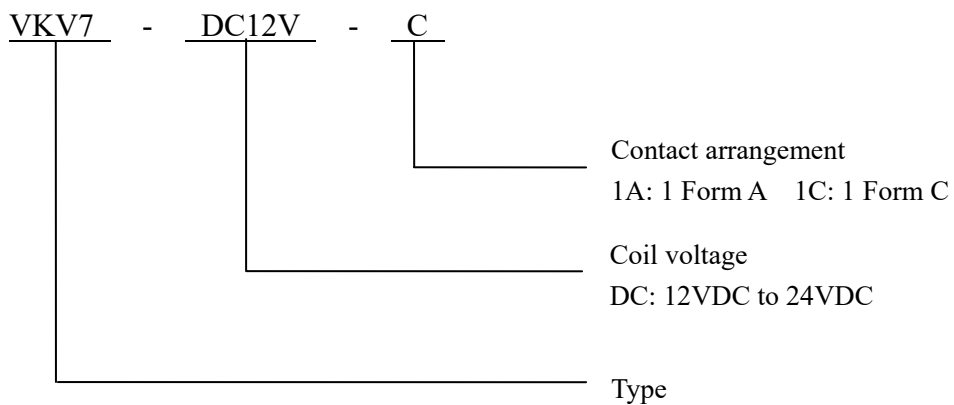 VKV7 - DC12V - C
Contact arrangement
1A: 1 Form A 1C: 1 Form C
Coil voltage
DC: 12VDC to 24VDC
Type